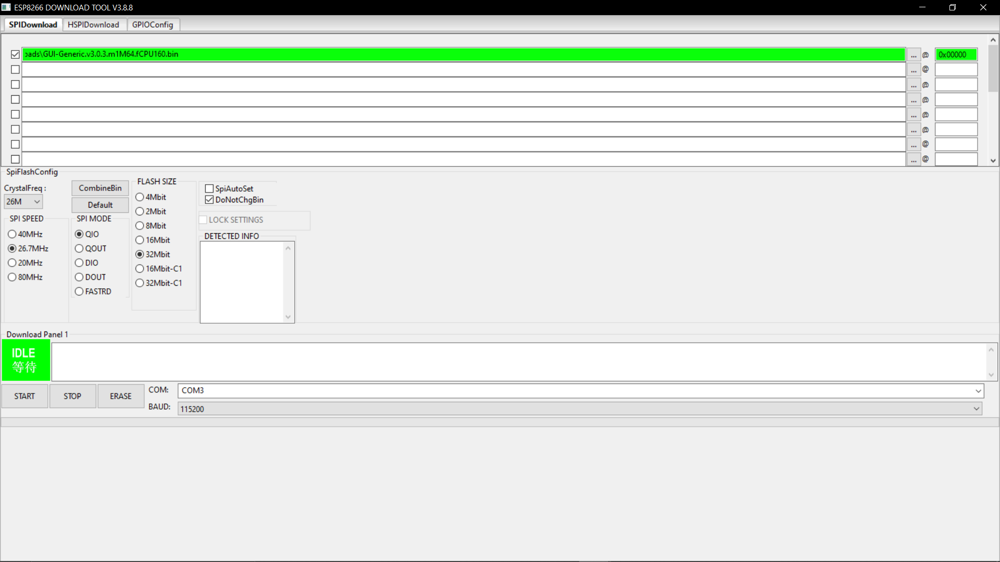 ESP8266 DOWNLOAD TOOL V3.8.8
SPIDownload HSPIDownload GPIOConfig
oads\GUI-Generic.v3.0.3.m1M64.fCPU160.bin ... @ 0x00000
... @
... @
... @
... @
... @
... @
... @
SpiFlashConfig
CrystalFreq :
26M
CombineBin
Default
SPI SPEED
40MHz
26.7MHz
20MHz
80MHz
SPI MODE
QIO
QOUT
DIO
DOUT
FASTRD
FLASH SIZE
4Mbit
2Mbit
8Mbit
16Mbit
32Mbit
16Mbit-C1
32Mbit-C1
SpiAutoSet
DoNotChgBin
LOCK SETTINGS
DETECTED INFO
Download Panel 1
IDLE
等待
START STOP ERASE
COM: COM3
BAUD: 115200